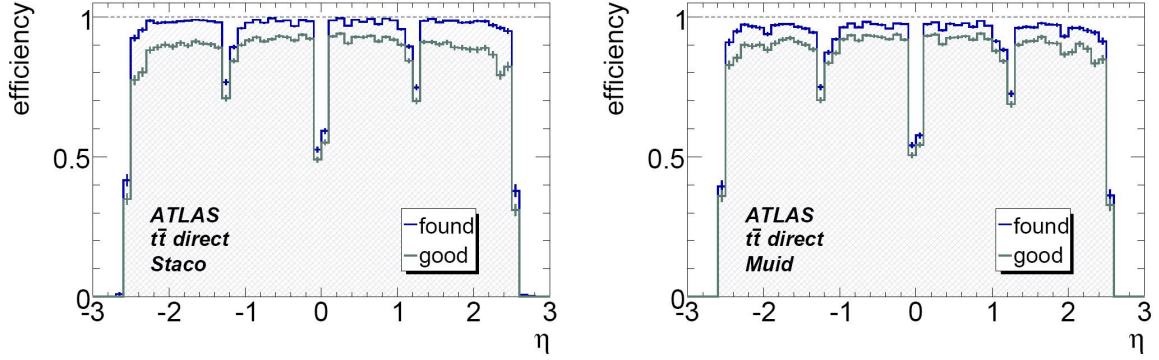 efficiency
1
0.5
0
ATLAS
tt̄ direct
Staco
found
good
-3 -2 -1 0 1 2 3
η
efficiency
1
0.5
0
ATLAS
tt̄ direct
Muid
found
good
-3 -2 -1 0 1 2 3
η